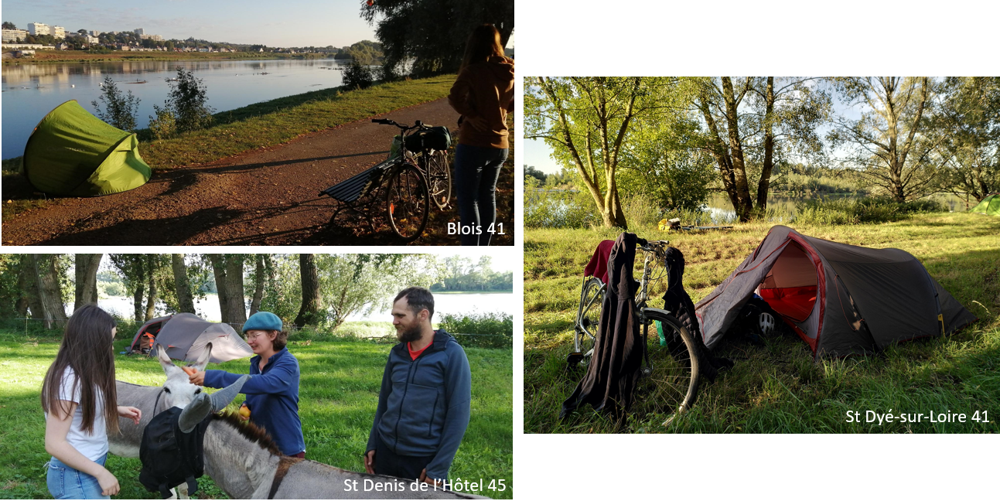 Blois 41
St Denis de l'Hôtel 45
St Dyé-sur-Loire 41